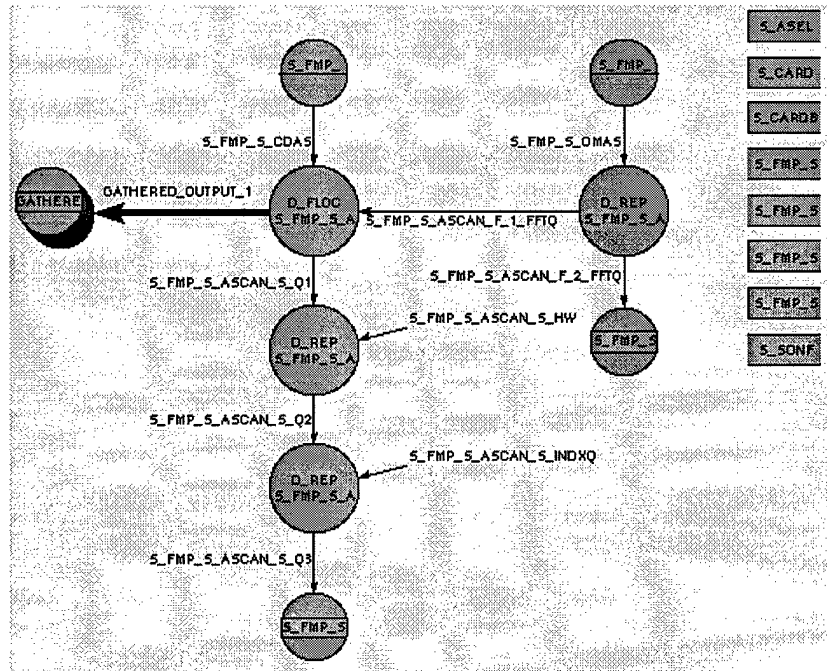 S_FMP_
S_FMP_
S_ASEL
S_CARD
S_CARDB
S_FMP_S
S_FMP_S
S_FMP_S
S_FMP_S
S_SONF
S_FMP_S_CDAS
S_FMP_S_OMAS
GATHERE
GATHERED_OUTPUT_1
D_FLOC
S_FMP_S_A
S_FMP_S_ASCAN_F_1_FFTQ
D_REP
S_FMP_S_A
S_FMP_S_ASCAN_S_Q1
S_FMP_S_ASCAN_F_2_FFTQ
S_FMP_S_ASCAN_S_HW
S_FMP_S
D_REP
S_FMP_S_A
S_FMP_S_ASCAN_S_Q2
S_FMP_S_ASCAN_S_INDXQ
D_REP
S_FMP_S_A
S_FMP_S_ASCAN_S_Q3
S_FMP_S